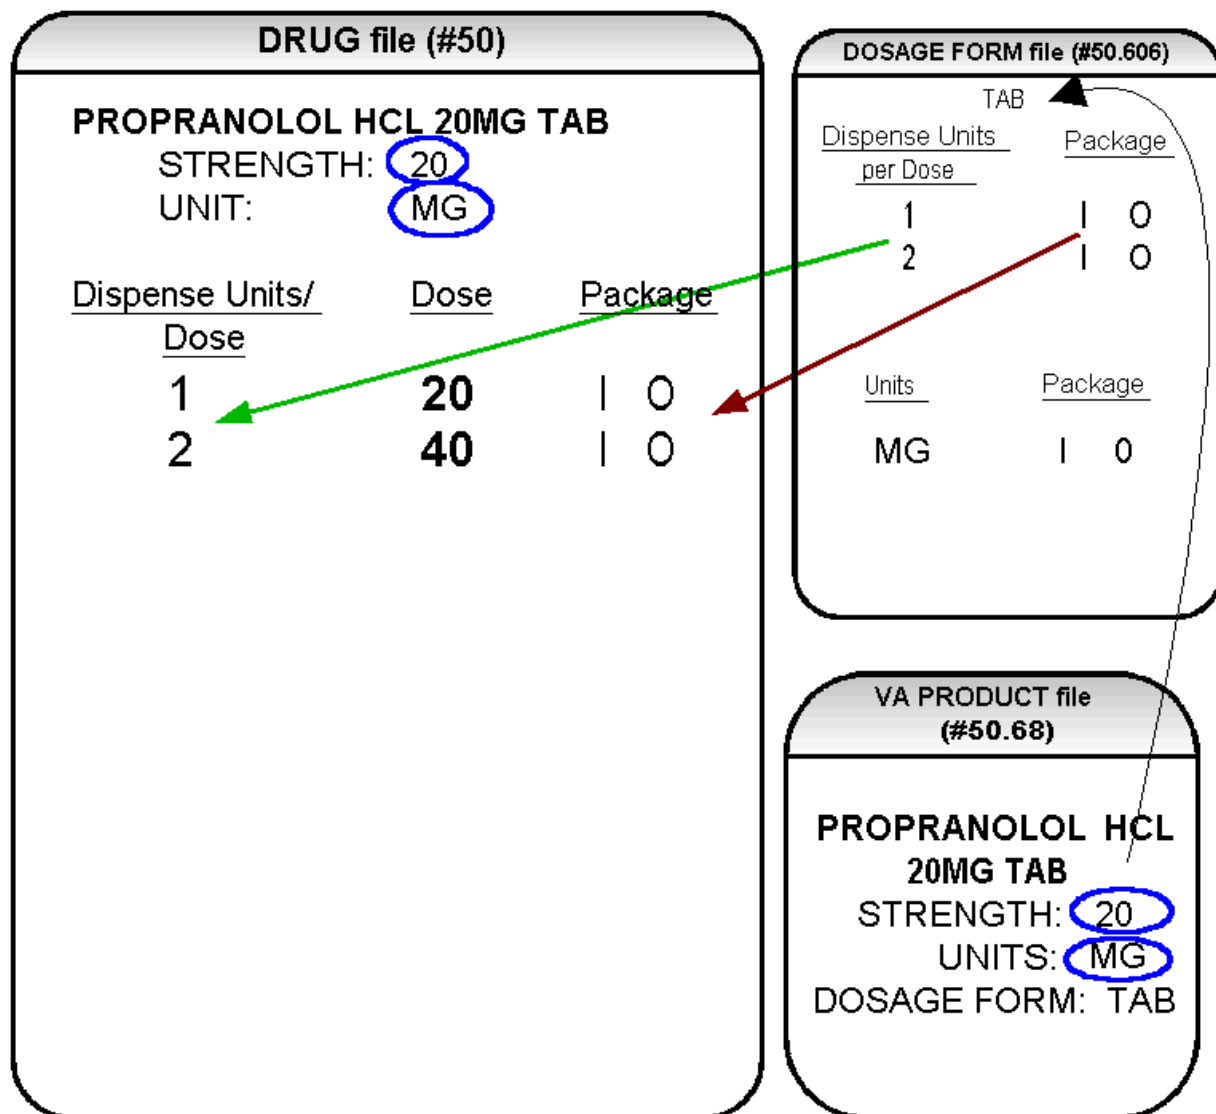 DRUG file (#50)
PROPRANOLOL HCL 20MG TAB
STRENGTH: 20
UNIT: MG
Dispense Units/ Dose Package
Dose
1 20 I O
2 40 I O
DOSAGE FORM file (#50.606)
TAB
Dispense Units Package
per Dose
1 I O
2 I O
Units Package
MG I 0
VA PRODUCT file
(#50.68)
PROPRANOLOL HCL
20MG TAB
STRENGTH: 20
UNITS: MG
DOSAGE FORM: TAB